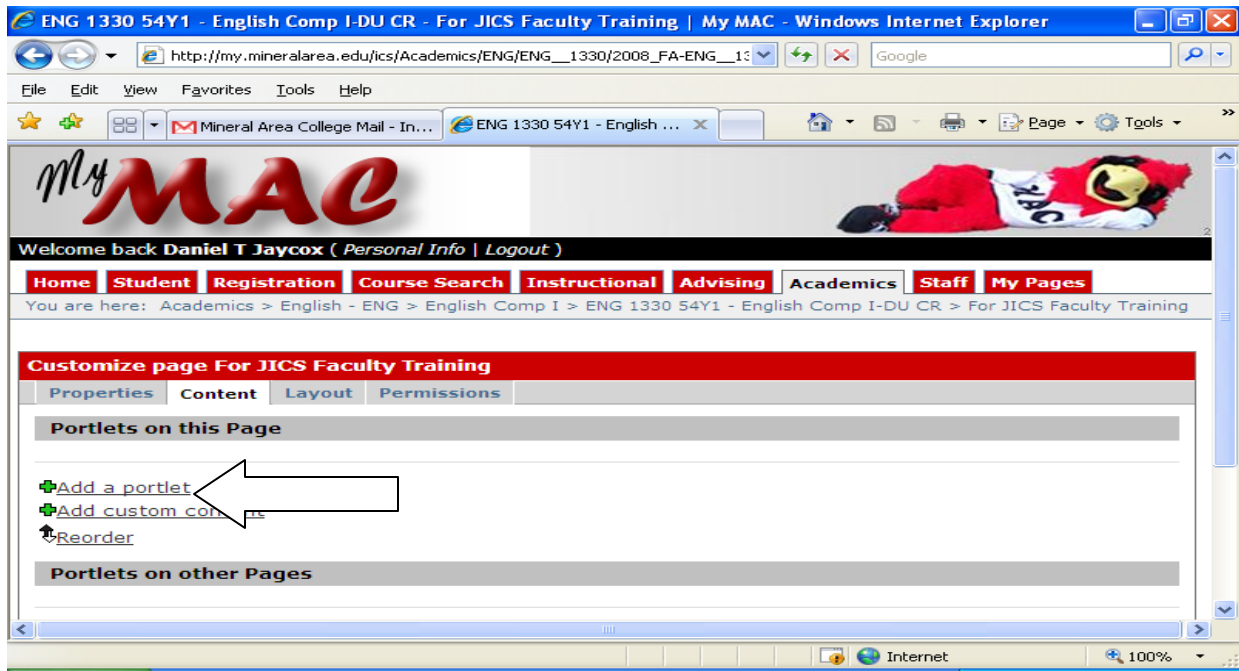 ENG 1330 54Y1 - English Comp I-DU CR - For JICS Faculty Training | My MAC - Windows Internet Explorer
http://my.mineralarea.edu/ics/Academics/ENG/ENG__1330/2008_FA-ENG__13
Google
File Edit View Favorites Tools Help
Mineral Area College Mail - In... ENG 1330 54Y1 - English ... Page Tools
My MAC
MAC
2
Welcome back Daniel T Jaycox ( Personal Info | Logout )
Home Student Registration Course Search Instructional Advising Academics Staff My Pages
You are here: Academics > English - ENG > English Comp I > ENG 1330 54Y1 - English Comp I-DU CR > For JICS Faculty Training
Customize page For JICS Faculty Training
Properties Content Layout Permissions
Portlets on this Page
Add a portlet
Add custom
Reorder
Portlets on other Pages
Internet 100%